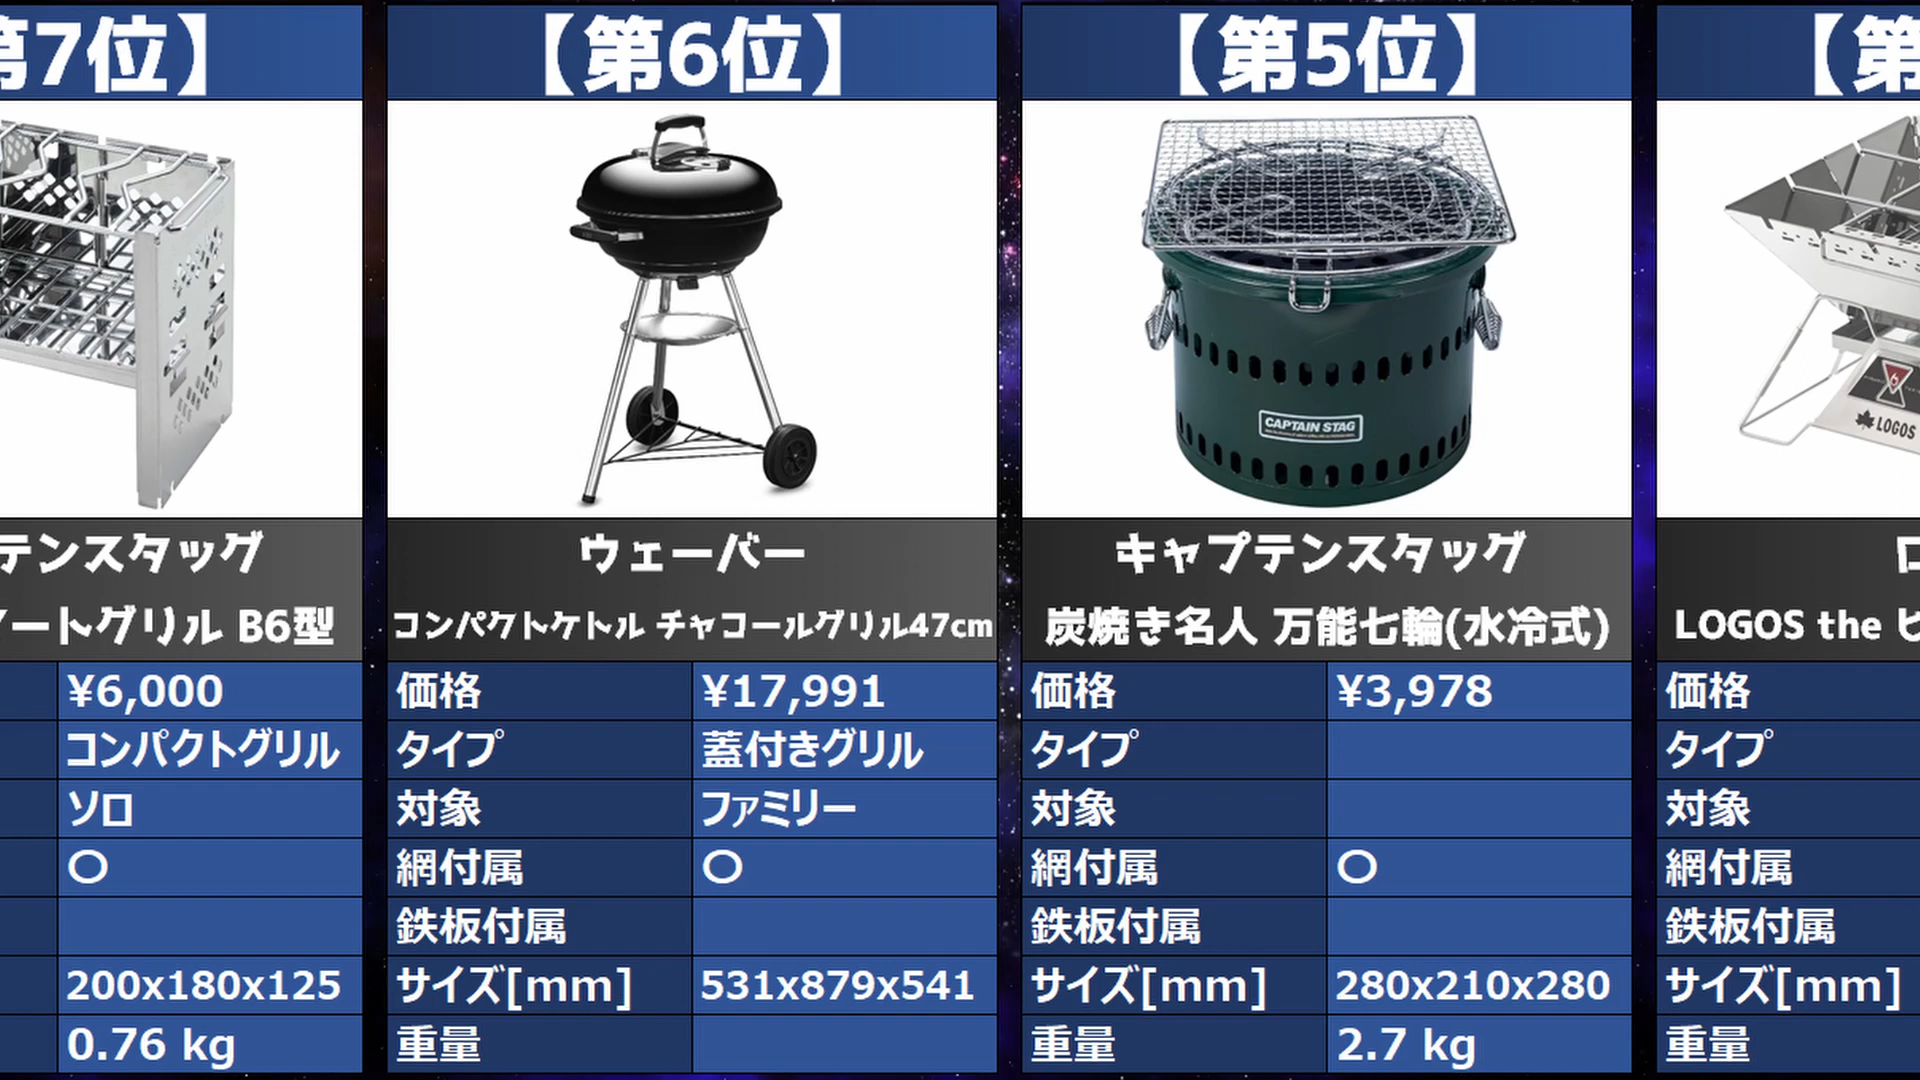 第7位】
テンスタッグ
ートグリル B6型
¥6,000
コンパクトグリル
ソロ
〇
200x180x125
0.76 kg
【第6位】
ウェーバー
コンパクトケトル チャコールグリル47cm
価格 ¥17,991
タイプ 蓋付きグリル
対象 ファミリー
網付属 〇
鉄板付属
サイズ[mm] 531x879x541
重量
【第5位】
CAPTAIN STAG
キャプテンスタッグ
炭焼き名人 万能七輪(水冷式)
価格 ¥3,978
タイプ
対象
網付属 〇
鉄板付属
サイズ[mm] 280x210x280
重量 2.7 kg
【第
LOGOS
ロ
LOGOS the ピ
価格
タイプ
対象
網付属
鉄板付属
サイズ[mm]
重量